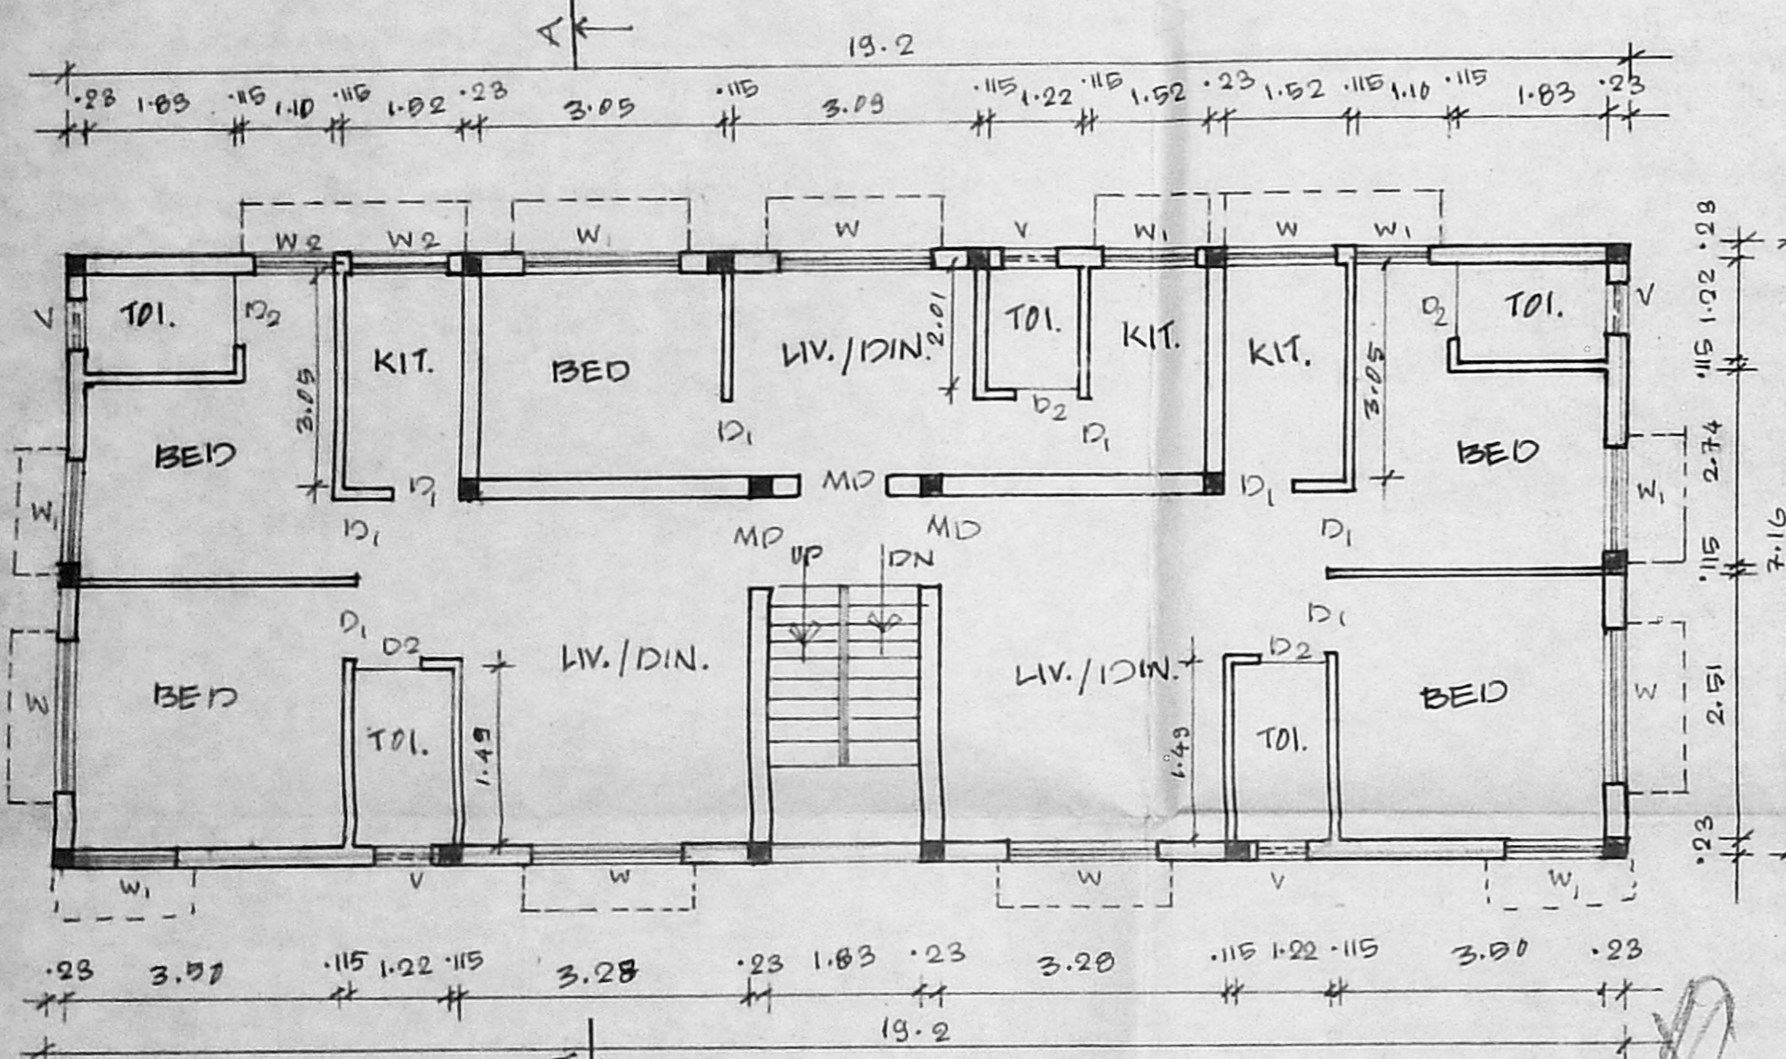 A
19.2
.23 1.83 .115 1.10 .115 1.52 .23 3.05 .115 3.09 .115 1.22 .115 1.52 .23 1.52 .115 1.10 .115 1.83 .23
W2 W2 W1 W V W1 W W1
V TOI. D2 KIT. BED LIV./DIN. 2.01 TOI. KIT. KIT. D2 TOI. V
.23
1.22
.115
3.05 D2 3.05
BED D1 D1 BED
2.74
W1 D1 MD D1 W1
D1 MD MD D1
UP DN
.115
7.16
D1 D2 D2 D1
W BED LIV./DIN. LIV./DIN. BED W
2.51
TOI. 1.49 1.49 TOI.
.23
W1 V W W V W1
.23 3.50 .115 1.22 .115 3.28 .23 1.83 .23 3.28 .115 1.22 .115 3.50 .23
19.2